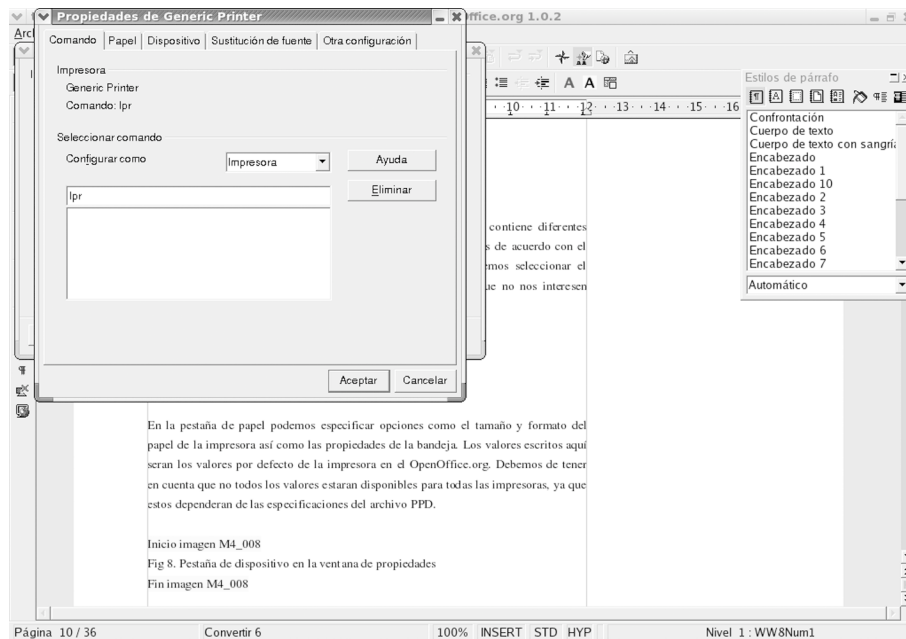 Propiedades de Generic Printer
ffice.org 1.0.2
Comando Papel Dispositivo Sustitución de fuente Otra configuración
Impresora
Generic Printer
Comando: lpr
Seleccionar comando
Configurar como Impresora Ayuda
lpr Eliminar
Aceptar Cancelar
10 11 12 13 14 15 16
Estilos de párrafo
Confrontación
Cuerpo de texto
Cuerpo de texto con sangría
Encabezado
Encabezado 1
Encabezado 10
Encabezado 2
Encabezado 3
Encabezado 4
Encabezado 5
Encabezado 6
Encabezado 7
Automático
contiene diferentes
s de acuerdo con el
emos seleccionar el
ue no nos interesen
En la pestaña de papel podemos especificar opciones como el tamaño y formato del
papel de la impresora así como las propiedades de la bandeja. Los valores escritos aquí
seran los valores por defecto de la impresora en el OpenOffice.org. Debemos de tener
en cuenta que no todos los valores estaran disponibles para todas las impresoras, ya que
estos dependeran de las especificaciones del archivo PPD.
Inicio imagen M4_008
Fig 8. Pestaña de dispositivo en la ventana de propiedades
Fin imagen M4_008
Página 10 / 36 Convertir 6 100% INSERT STD HYP Nivel 1 : WW8Num1